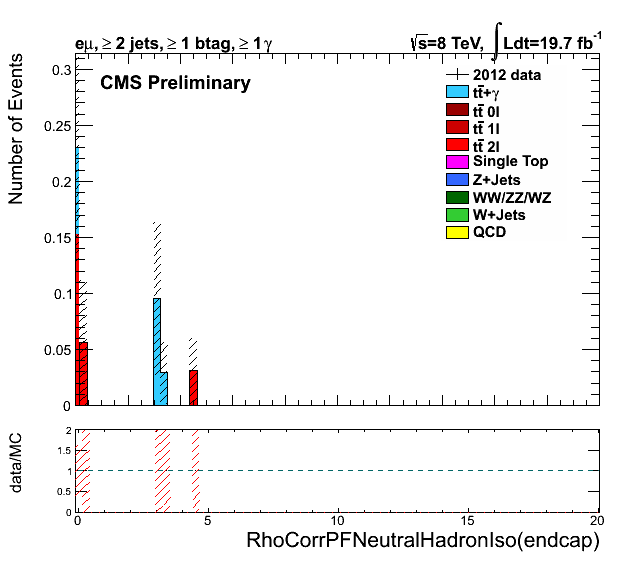 eμ, ≥ 2 jets, ≥ 1 btag, ≥ 1 γ
√s=8 TeV, ∫ Ldt=19.7 fb⁻¹
CMS Preliminary
Number of Events
0.3
0.25
0.2
0.15
0.1
0.05
0
2012 data
tt̄+γ
tt̄ 0l
tt̄ 1l
tt̄ 2l
Single Top
Z+Jets
WW/ZZ/WZ
W+Jets
QCD
data/MC
2
1.5
1
0.5
0
0 5 10 15 20
RhoCorrPFNeutralHadronIso(endcap)